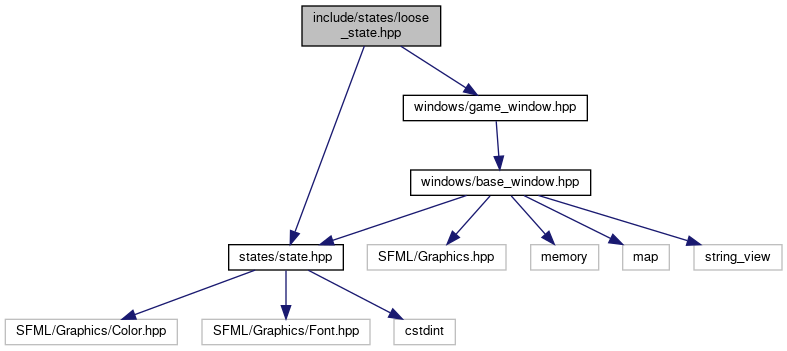 include/states/loose
_state.hpp
windows/game_window.hpp
windows/base_window.hpp
states/state.hpp
SFML/Graphics.hpp
memory
map
string_view
SFML/Graphics/Color.hpp
SFML/Graphics/Font.hpp
cstdint